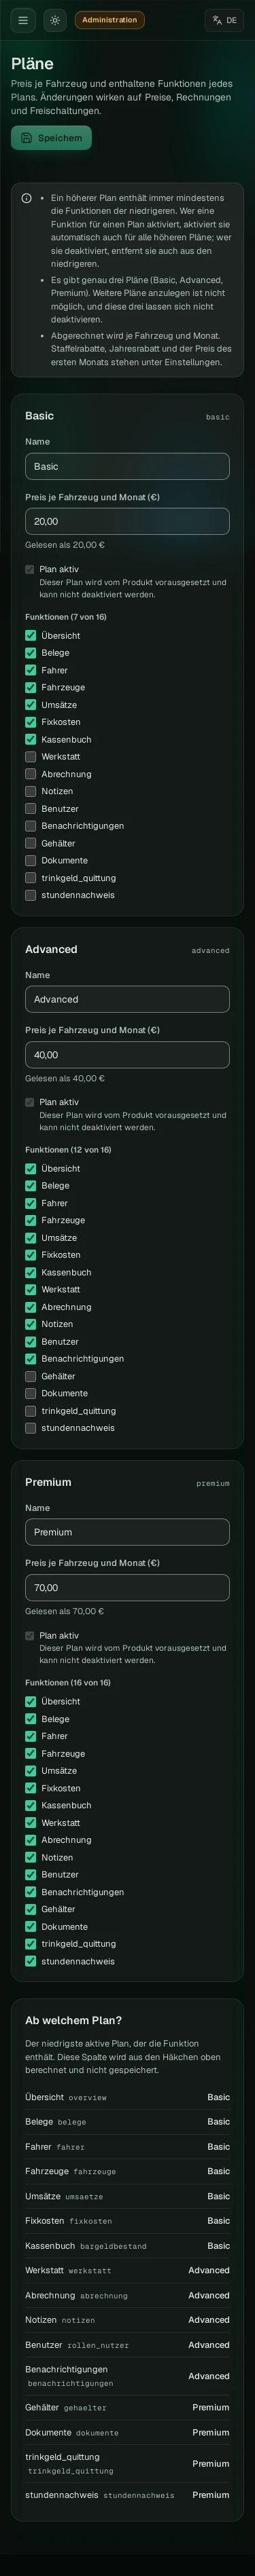 Administration
DE
Pläne
Preis je Fahrzeug und enthaltene Funktionen jedes
Plans. Änderungen wirken auf Preise, Rechnungen
und Freischaltungen.
Speichern
• Ein höherer Plan enthält immer mindestens
die Funktionen der niedrigeren. Wer eine
Funktion für einen Plan aktiviert, aktiviert sie
automatisch auch für alle höheren Pläne; wer
sie deaktiviert, entfernt sie auch aus den
niedrigeren.
• Es gibt genau drei Pläne (Basic, Advanced,
Premium). Weitere Pläne anzulegen ist nicht
möglich, und diese drei lassen sich nicht
deaktivieren.
• Abgerechnet wird je Fahrzeug und Monat.
Staffelrabatte, Jahresrabatt und der Preis des
ersten Monats stehen unter Einstellungen.
Basic basic
Name
Basic
Preis je Fahrzeug und Monat (€)
20,00
Gelesen als 20,00 €
Plan aktiv
Dieser Plan wird vom Produkt vorausgesetzt und
kann nicht deaktiviert werden.
Funktionen (7 von 16)
Übersicht
Belege
Fahrer
Fahrzeuge
Umsätze
Fixkosten
Kassenbuch
Werkstatt
Abrechnung
Notizen
Benutzer
Benachrichtigungen
Gehälter
Dokumente
trinkgeld_quittung
stundennachweis
Advanced advanced
Name
Advanced
Preis je Fahrzeug und Monat (€)
40,00
Gelesen als 40,00 €
Plan aktiv
Dieser Plan wird vom Produkt vorausgesetzt und
kann nicht deaktiviert werden.
Funktionen (12 von 16)
Übersicht
Belege
Fahrer
Fahrzeuge
Umsätze
Fixkosten
Kassenbuch
Werkstatt
Abrechnung
Notizen
Benutzer
Benachrichtigungen
Gehälter
Dokumente
trinkgeld_quittung
stundennachweis
Premium premium
Name
Premium
Preis je Fahrzeug und Monat (€)
70,00
Gelesen als 70,00 €
Plan aktiv
Dieser Plan wird vom Produkt vorausgesetzt und
kann nicht deaktiviert werden.
Funktionen (16 von 16)
Übersicht
Belege
Fahrer
Fahrzeuge
Umsätze
Fixkosten
Kassenbuch
Werkstatt
Abrechnung
Notizen
Benutzer
Benachrichtigungen
Gehälter
Dokumente
trinkgeld_quittung
stundennachweis
Ab welchem Plan?
Der niedrigste aktive Plan, der die Funktion
enthält. Diese Spalte wird aus den Häkchen oben
berechnet und nicht gespeichert.
Übersicht overview Basic
Belege belege Basic
Fahrer fahrer Basic
Fahrzeuge fahrzeuge Basic
Umsätze umsaetze Basic
Fixkosten fixkosten Basic
Kassenbuch bargeldbestand Basic
Werkstatt werkstatt Advanced
Abrechnung abrechnung Advanced
Notizen notizen Advanced
Benutzer rollen_nutzer Advanced
Benachrichtigungen
benachrichtigungen Advanced
Gehälter gehaelter Premium
Dokumente dokumente Premium
trinkgeld_quittung
trinkgeld_quittung Premium
stundennachweis stundennachweis Premium